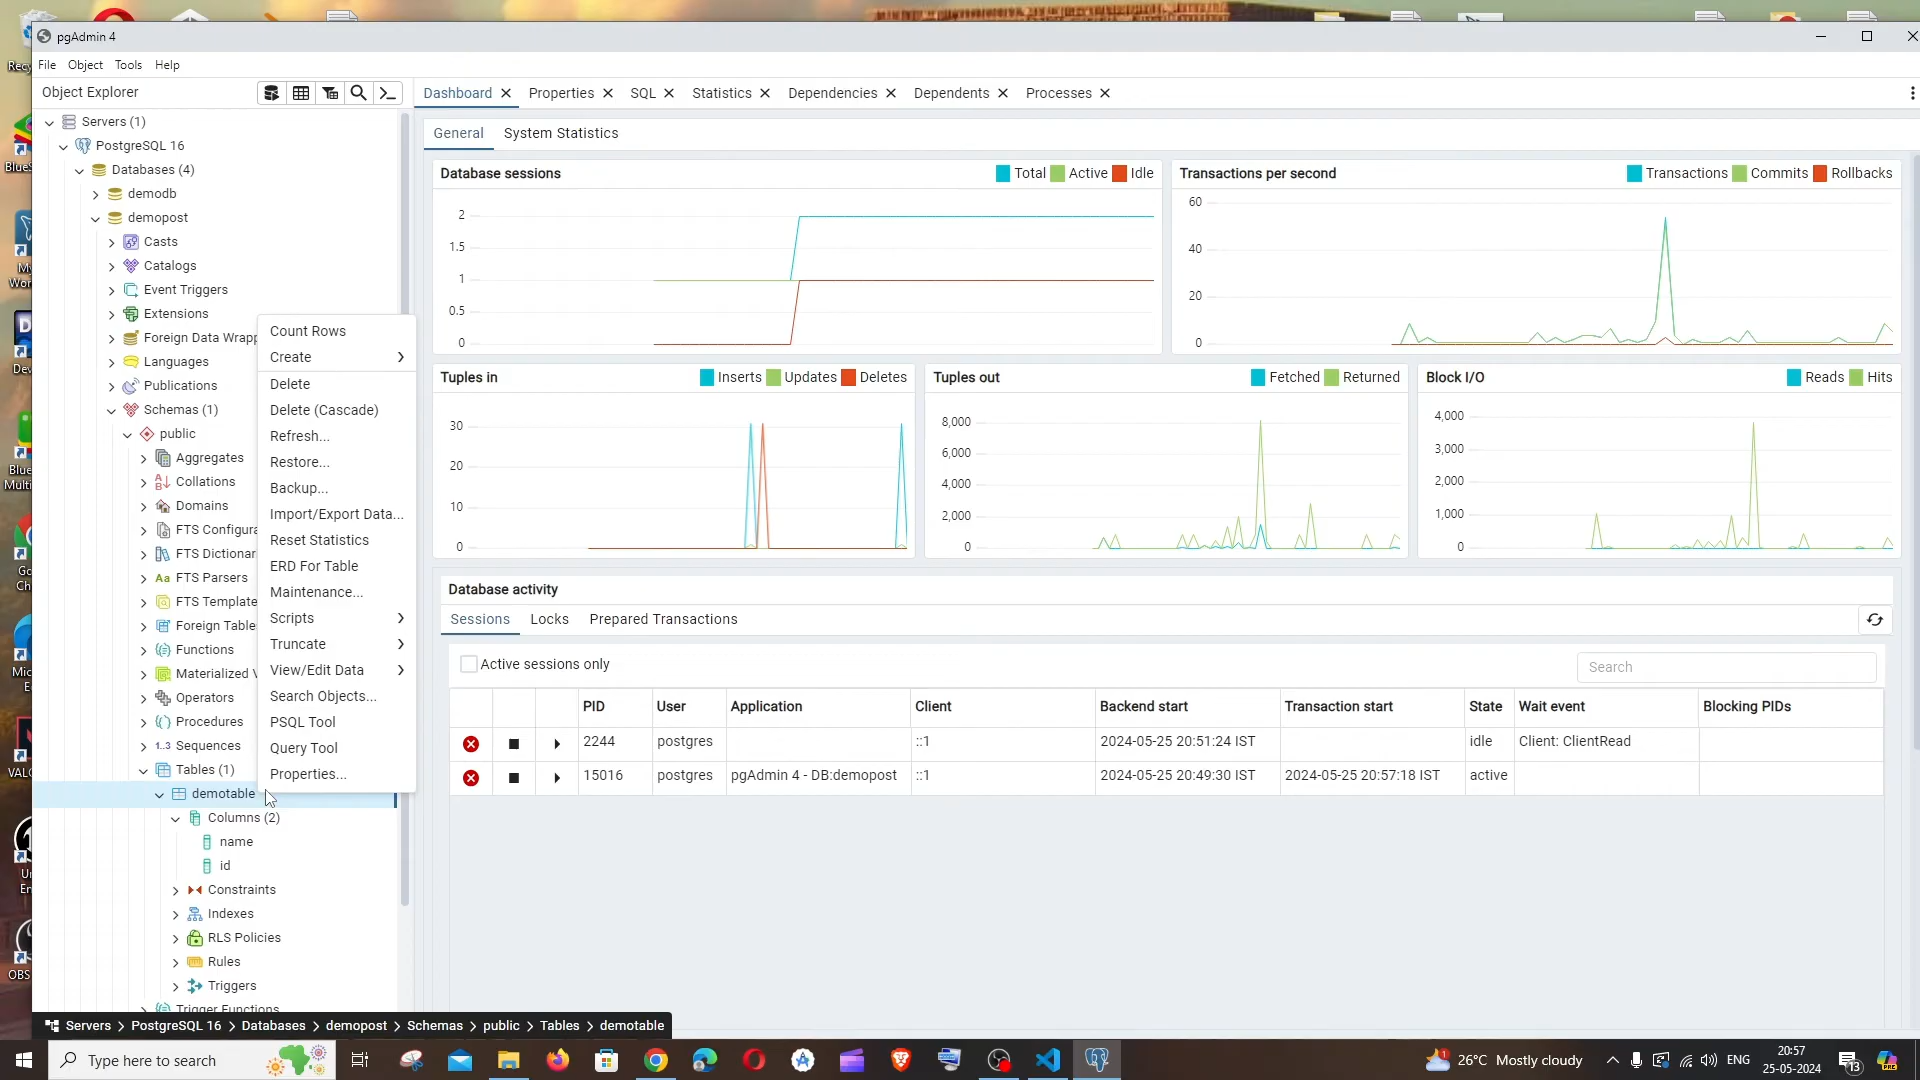 pgAdmin 4
File Object Tools Help
Object Explorer
Dashboard Properties SQL Statistics Dependencies Dependents Processes
Servers (1)
PostgreSQL 16
Databases (4)
demodb
demopost
Casts
Catalogs
Event Triggers
Extensions
Foreign Data Wrapp
Languages
Publications
Schemas (1)
public
Aggregates
Collations
Domains
FTS Configura
FTS Dictionar
Aa FTS Parsers
FTS Template
Foreign Table
Functions
Materialized V
Operators
Procedures
1..3 Sequences
Tables (1)
demotable
Columns (2)
name
id
Constraints
Indexes
RLS Policies
Rules
Triggers
Trigger Functions
Count Rows
Create
Delete
Delete (Cascade)
Refresh...
Restore...
Backup...
Import/Export Data...
Reset Statistics
ERD For Table
Maintenance...
Scripts
Truncate
View/Edit Data
Search Objects...
PSQL Tool
Query Tool
Properties...
General System Statistics
Database sessions
Total Active Idle
2
1.5
1
0.5
0
Transactions per second
Transactions Commits Rollbacks
60
40
20
0
Tuples in
Inserts Updates Deletes
30
20
10
0
Tuples out
Fetched Returned
8,000
6,000
4,000
2,000
0
Block I/O
Reads Hits
4,000
3,000
2,000
1,000
0
Database activity
Sessions Locks Prepared Transactions
Active sessions only
Search
PID User Application Client Backend start Transaction start State Wait event Blocking PIDs
2244 postgres ::1 2024-05-25 20:51:24 IST idle Client: ClientRead
15016 postgres pgAdmin 4 - DB:demopost ::1 2024-05-25 20:49:30 IST 2024-05-25 20:57:18 IST active
Servers > PostgreSQL 16 > Databases > demopost > Schemas > public > Tables > demotable
Type here to search
26°C Mostly cloudy
ENG
20:57
25-05-2024
13